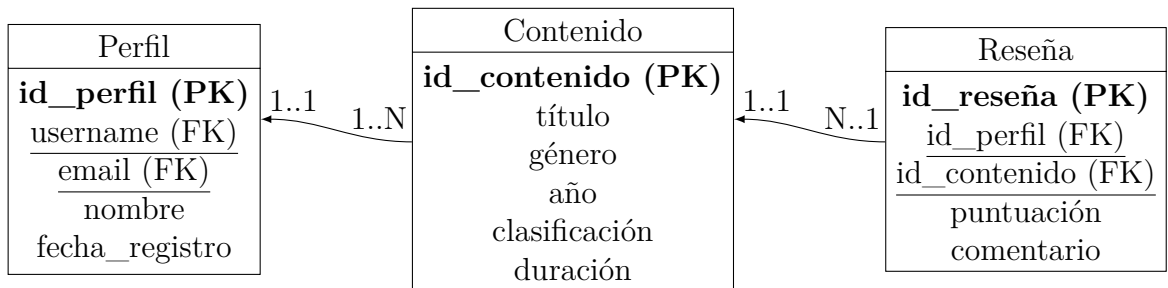 Perfil
id_perfil (PK)
username (FK)
email (FK)
nombre
fecha_registro
1..1
1..N
Contenido
id_contenido (PK)
título
género
año
clasificación
duración
1..1
N..1
Reseña
id_reseña (PK)
id_perfil (FK)
id_contenido (FK)
puntuación
comentario